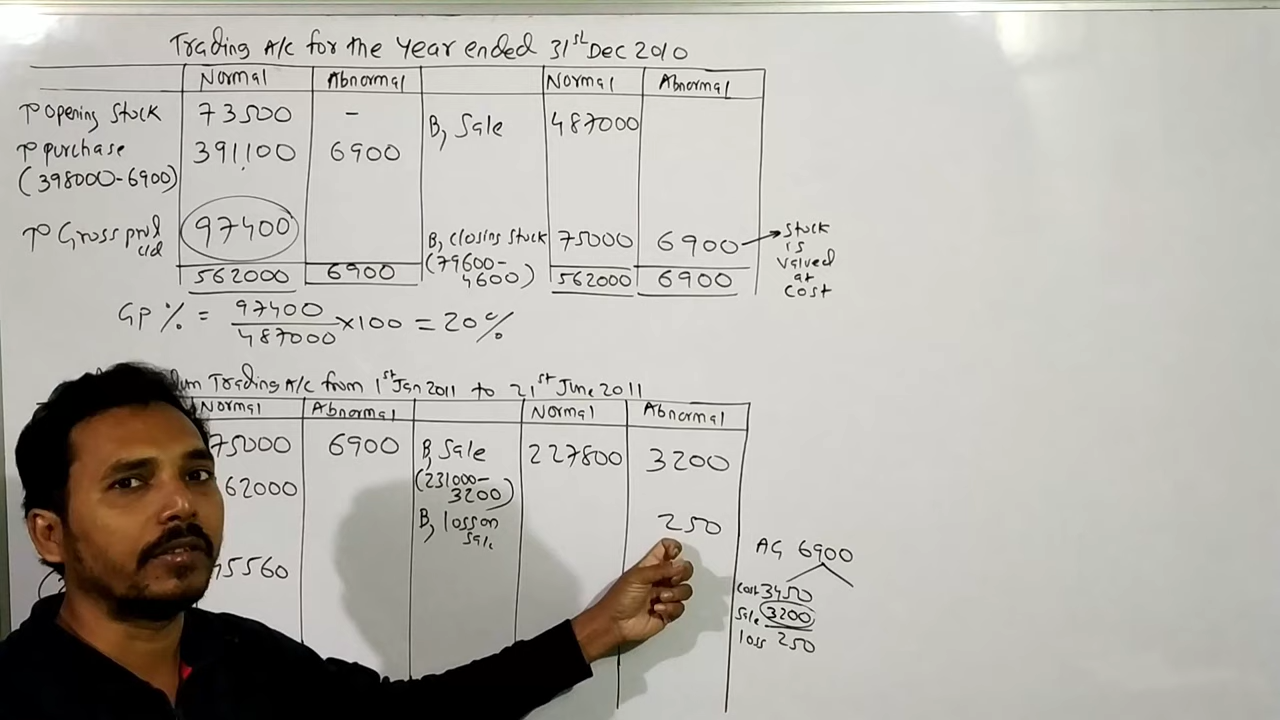 Trading A/C for the Year ended 31st Dec 2010
Normal Abnormal Normal Abnormal
To opening Stock 73500 - By Sale 487000
To purchase 391100 6900
(398000-6900)
To Gross profit c/d 97400 By closing stock 75000 6900 → Stock is valued at cost
(79600-4600)
562000 6900 562000 6900
GP % = 97400/487000 × 100 = 20%
Trading A/C from 1st Jan 2011 to 21st June 2011
Normal Abnormal Normal Abnormal
75000 6900 By Sale 227800 3200
62000 (231000-3200)
By loss on sale 250
5560
AG 6900
Cost 3450
Sale 3200
loss 250